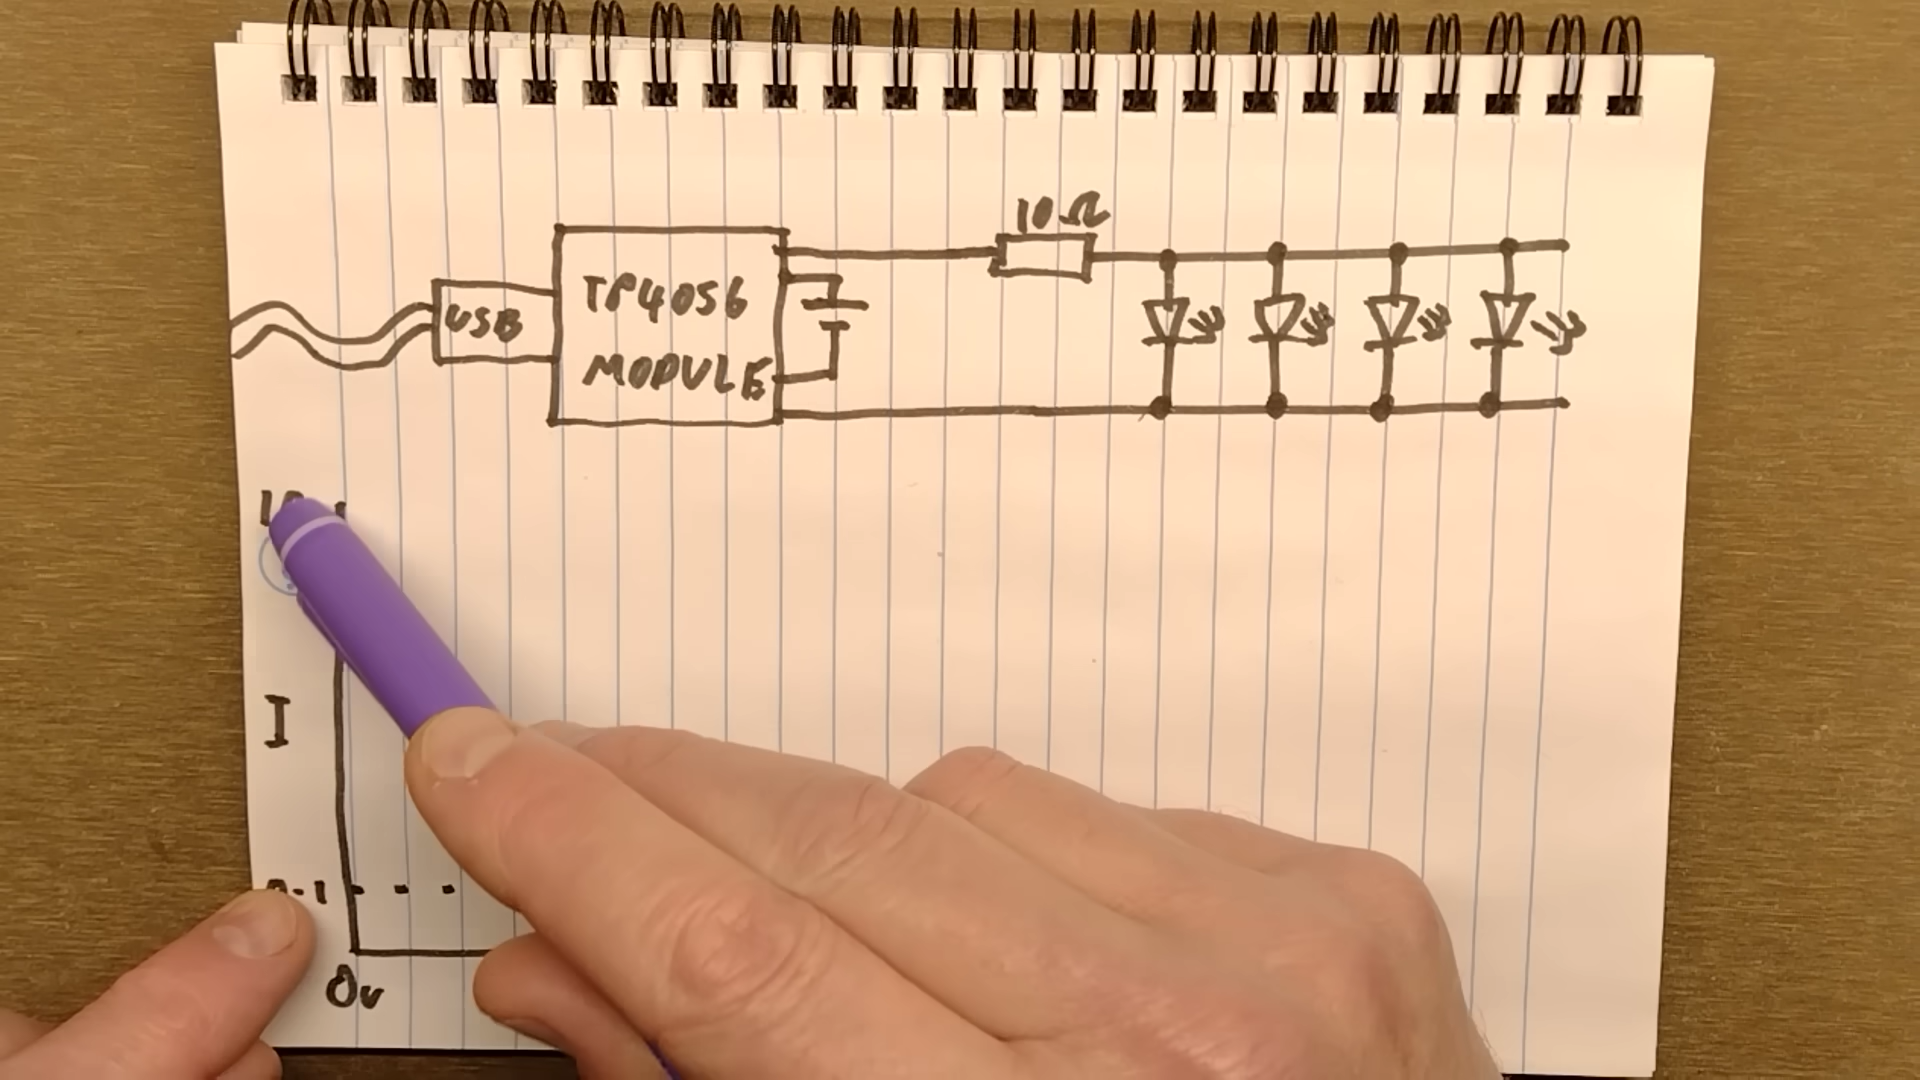 10Ω
USB
TP4056
MODULE
I
0v